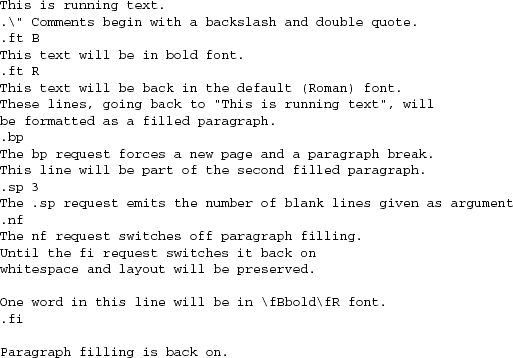 This is running text.
.\" Comments begin with a backslash and double quote.
.ft B
This text will be in bold font.
.ft R
This text will be back in the default (Roman) font.
These lines, going back to "This is running text", will
be formatted as a filled paragraph.
.bp
The bp request forces a new page and a paragraph break.
This line will be part of the second filled paragraph.
.sp 3
The .sp request emits the number of blank lines given as argument
.nf
The nf request switches off paragraph filling.
Until the fi request switches it back on
whitespace and layout will be preserved.

One word in this line will be in \fBbold\fR font.
.fi

Paragraph filling is back on.